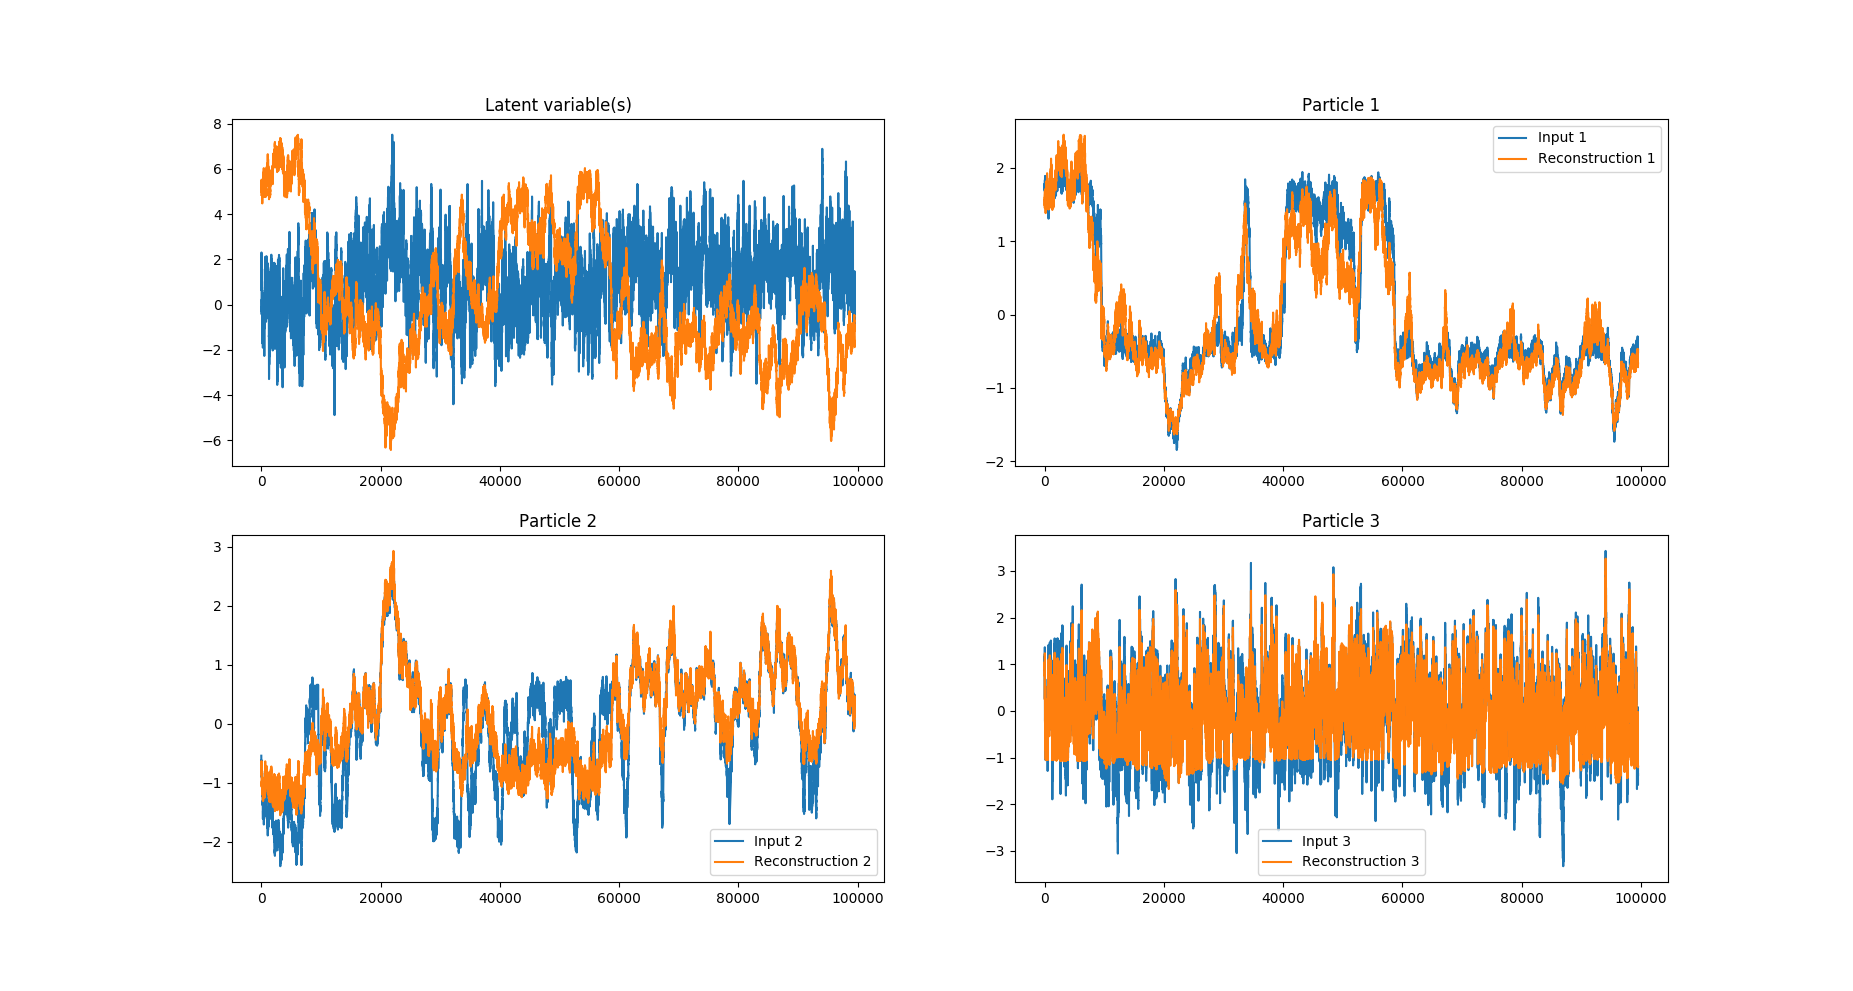 Latent variable(s)
8
6
4
2
0
−2
−4
−6
0 20000 40000 60000 80000 100000
Particle 1
Input 1
Reconstruction 1
2
1
0
−1
−2
0 20000 40000 60000 80000 100000
Particle 2
3
2
1
0
−1
−2
Input 2
Reconstruction 2
0 20000 40000 60000 80000 100000
Particle 3
3
2
1
0
−1
−2
−3
Input 3
Reconstruction 3
0 20000 40000 60000 80000 100000